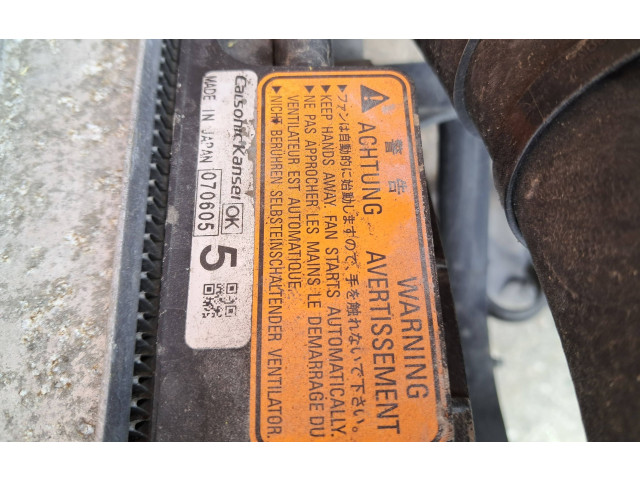 CalsonicKansei
OK
MADE IN JAPAN
070605
5
警告
WARNING
ACHTUNG AVERTISSEMENT
▶ファンは自動的に始動しますので、手を触れないで下さい。
▶KEEP HANDS AWAY. FAN STARTS AUTOMATICALLY.
▶NE PAS APPROCHER LES MAINS LE DEMARRAGE DU
VENTILATEUR EST AUTOMATIQUE.
▶NICHT BERÜHREN SELBSTEINSCHALTENDER VENTILATOR.